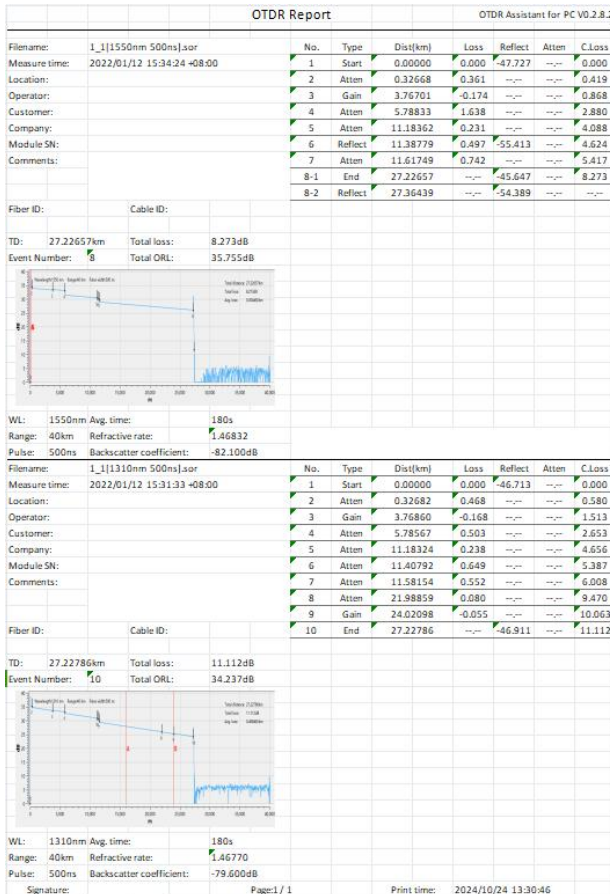 OTDR Report
OTDR Assistant for PC V0.2.8.2
Filename: 1_1[1550nm 500ns].sor
Measure time: 2022/01/12 15:34:24 +08:00
Location:
Operator:
Customer:
Company:
Module SN:
Comments:
No. Type Dist(km) Loss Reflect Atten C.Loss
1 Start 0.00000 0.000 -47.727 --.-- 0.000
2 Atten 0.32668 0.361 --.-- --.-- 0.419
3 Gain 3.76701 -0.174 --.-- --.-- 0.868
4 Atten 5.78833 1.638 --.-- --.-- 2.880
5 Atten 11.18362 0.231 --.-- --.-- 4.088
6 Reflect 11.38779 0.497 -55.413 --.-- 4.624
7 Atten 11.61749 0.742 --.-- --.-- 5.417
8-1 End 27.22657 --.-- -45.647 --.-- 8.273
8-2 Reflect 27.36439 --.-- -54.389 --.-- --.--
Fiber ID: Cable ID:
TD: 27.22657km Total loss: 8.273dB
Event Number: 8 Total ORL: 35.755dB
A
WL: 1550nm Avg. time: 180s
Range: 40km Refractive rate: 1.46832
Pulse: 500ns Backscatter coefficient: -82.100dB
Filename: 1_1[1310nm 500ns].sor
Measure time: 2022/01/12 15:31:33 +08:00
Location:
Operator:
Customer:
Company:
Module SN:
Comments:
No. Type Dist(km) Loss Reflect Atten C.Loss
1 Start 0.00000 0.000 -46.713 --.-- 0.000
2 Atten 0.32682 0.468 --.-- --.-- 0.580
3 Gain 3.76860 -0.168 --.-- --.-- 1.513
4 Atten 5.78567 0.503 --.-- --.-- 2.653
5 Atten 11.18324 0.238 --.-- --.-- 4.656
6 Atten 11.40792 0.649 --.-- --.-- 5.387
7 Atten 11.58154 0.552 --.-- --.-- 6.008
8 Atten 21.98859 0.080 --.-- --.-- 9.470
9 Gain 24.02098 -0.055 --.-- --.-- 10.063
10 End 27.22786 --.-- -46.911 --.-- 11.112
Fiber ID: Cable ID:
TD: 27.22786km Total loss: 11.112dB
Event Number: 10 Total ORL: 34.237dB
A B
WL: 1310nm Avg. time: 180s
Range: 40km Refractive rate: 1.46770
Pulse: 500ns Backscatter coefficient: -79.600dB
Signature: Page:1 / 1 Print time: 2024/10/24 13:30:46